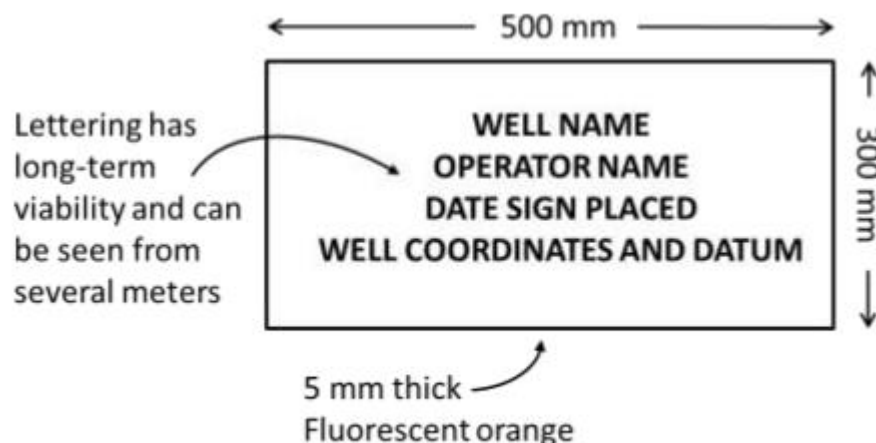 500 mm
WELL NAME
OPERATOR NAME
DATE SIGN PLACED
WELL COORDINATES AND DATUM
300 mm
Lettering has
long-term
viability and can
be seen from
several meters
5 mm thick
Fluorescent orange